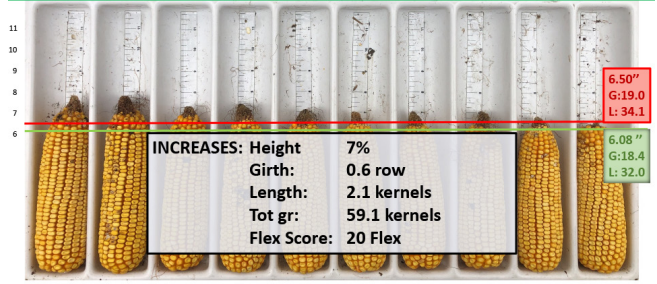 11
10
9
8
7
6
6.50”
G:19.0
L: 34.1
6.08 ”
G:18.4
L: 32.0
INCREASES: Height 7%
Girth: 0.6 row
Length: 2.1 kernels
Tot gr: 59.1 kernels
Flex Score: 20 Flex